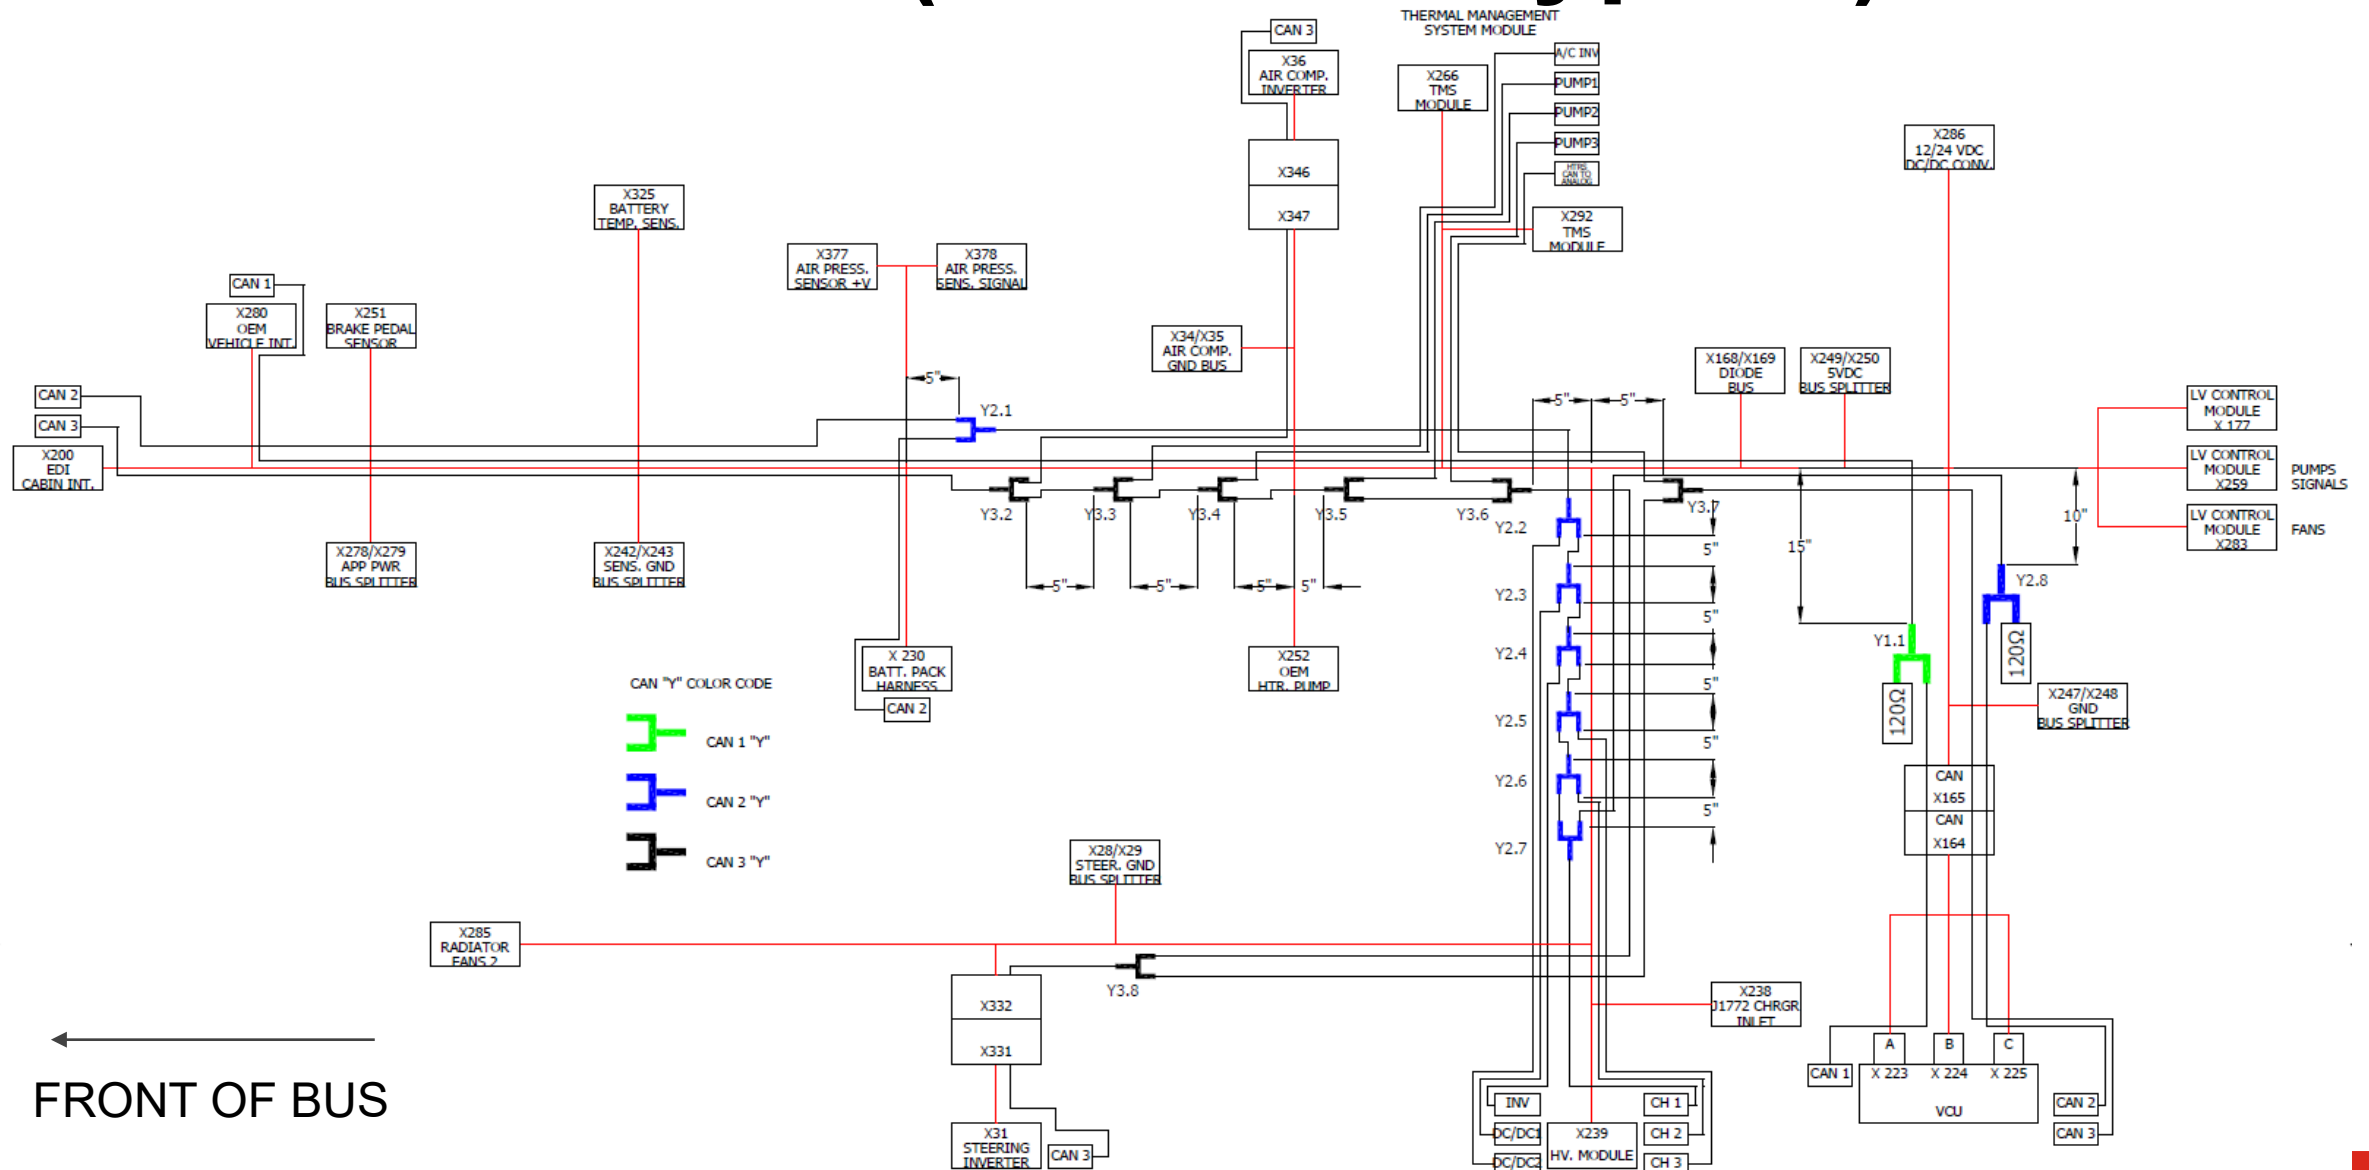 THERMAL MANAGEMENT
SYSTEM MODULE
CAN 3
X36
AIR COMP.
INVERTER
X266
TMS
MODULE
A/C INV
PUMP1
PUMP2
PUMP3
HTRS
CAN TO
ANALOG
X286
12/24 VDC
DC/DC CONV.
X346
X347
X325
BATTERY
TEMP. SENS.
X292
TMS
MODULE
X377
AIR PRESS.
SENSOR +V
X378
AIR PRESS.
SENS. SIGNAL
CAN 1
X280
OEM
VEHICLE INT.
X251
BRAKE PEDAL
SENSOR
X34/X35
AIR COMP.
GND BUS
X168/X169
DIODE
BUS
X249/X250
5VDC
BUS SPLITTER
5"
CAN 2
CAN 3
X200
EDI
CABIN INT.
Y2.1
5"
5"
LV CONTROL
MODULE
X 177
LV CONTROL
MODULE
X259
PUMPS
SIGNALS
LV CONTROL
MODULE
X283
FANS
Y3.2
Y3.3
Y3.4
Y3.5
Y3.6
Y3.7
Y2.2
5"
15"
10"
X278/X279
APP PWR
BUS SPLITTER
X242/X243
SENS. GND
BUS SPLITTER
5"
5"
5"
5"
Y2.3
5"
Y2.8
120Ω
Y1.1
120Ω
Y2.4
5"
X 230
BATT. PACK
HARNESS
CAN 2
X252
OEM
HTR. PUMP
X247/X248
GND
BUS SPLITTER
CAN "Y" COLOR CODE
CAN 1 "Y"
CAN 2 "Y"
CAN 3 "Y"
Y2.5
5"
Y2.6
5"
Y2.7
CAN
X165
CAN
X164
X28/X29
STEER. GND
BUS SPLITTER
X285
RADIATOR
FANS 2
Y3.8
X332
X331
X238
J1772 CHRGR
INLET
FRONT OF BUS
X31
STEERING
INVERTER
CAN 3
INV
DC/DC1
DC/DC2
X239
HV. MODULE
CH 1
CH 2
CH 3
CAN 1
A
B
C
X 223
X 224
X 225
VCU
CAN 2
CAN 3